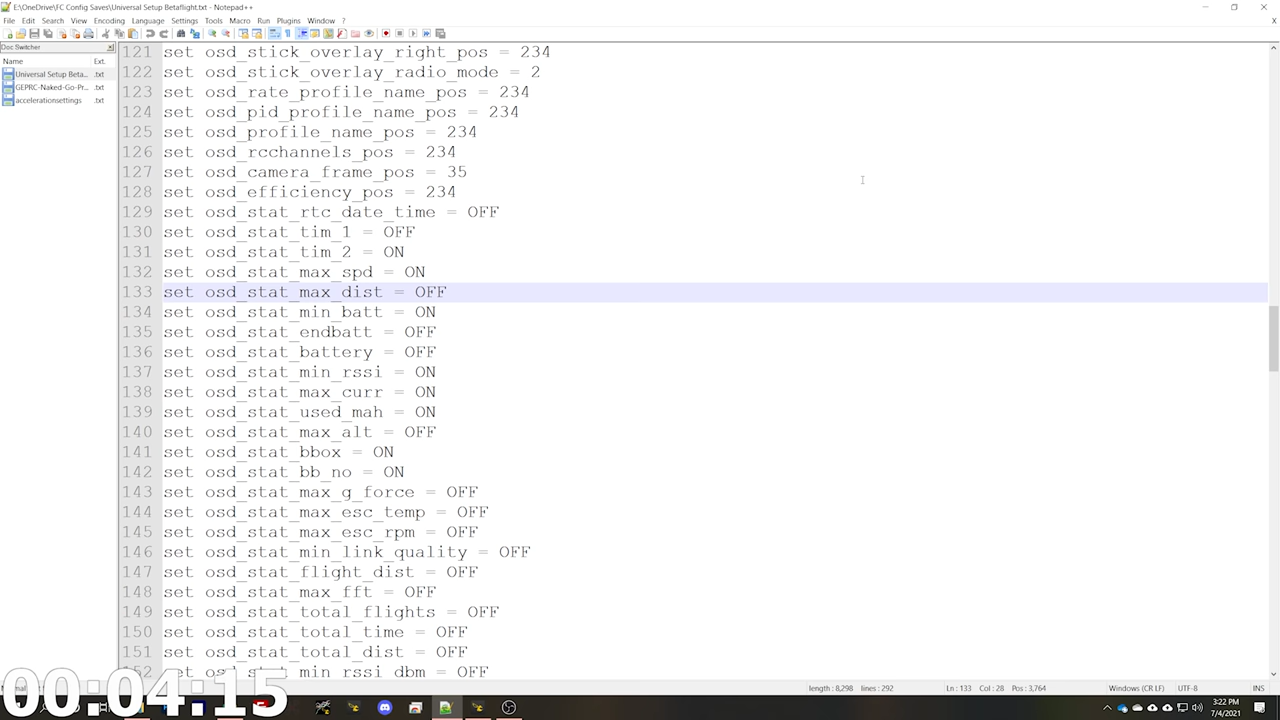 E:\OneDrive\FC Config Saves\Universal Setup Betaflight.txt - Notepad++
File Edit Search View Encoding Language Settings Tools Macro Run Plugins Window ?
Doc Switcher
Name Ext.
Universal Setup Beta... .txt
GEPRC-Naked-Go-Pr... .txt
accelerationsettings .txt
121 set osd_stick_overlay_right_pos = 234
122 set osd_stick_overlay_radio_mode = 2
123 set osd_rate_profile_name_pos = 234
124 set osd_pid_profile_name_pos = 234
125 set osd_profile_name_pos = 234
126 set osd_rcchannels_pos = 234
127 set osd_camera_frame_pos = 35
128 set osd_efficiency_pos = 234
129 set osd_stat_rtc_date_time = OFF
130 set osd_stat_tim_1 = OFF
131 set osd_stat_tim_2 = ON
132 set osd_stat_max_spd = ON
133 set osd_stat_max_dist = OFF
134 set osd_stat_min_batt = ON
135 set osd_stat_endbatt = OFF
136 set osd_stat_battery = OFF
137 set osd_stat_min_rssi = ON
138 set osd_stat_max_curr = ON
139 set osd_stat_used_mah = ON
140 set osd_stat_max_alt = OFF
141 set osd_stat_bbox = ON
142 set osd_stat_bb_no = ON
143 set osd_stat_max_g_force = OFF
144 set osd_stat_max_esc_temp = OFF
145 set osd_stat_max_esc_rpm = OFF
146 set osd_stat_min_link_quality = OFF
147 set osd_stat_flight_dist = OFF
148 set osd_stat_max_fft = OFF
149 set osd_stat_total_flights = OFF
150 set osd_stat_total_time = OFF
151 set osd_stat_total_dist = OFF
152 set osd_stat_min_rssi_dbm = OFF
00:04:15
length : 8,298 lines : 292 Ln : 133 Col : 28 Pos : 3,764 Windows (CR LF) UTF-8 INS
3:22 PM
7/4/2021